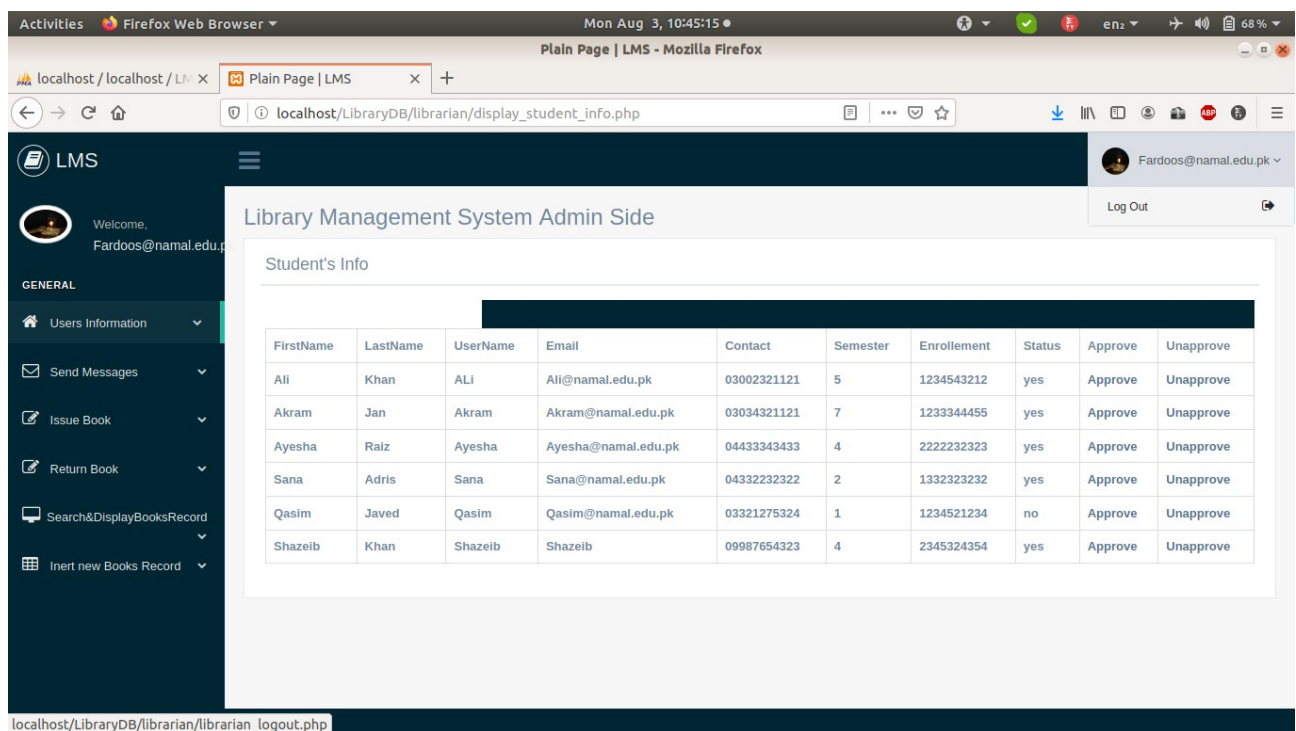 Activities Firefox Web Browser Mon Aug 3, 10:45:15 en₂ 68 %
Plain Page | LMS - Mozilla Firefox
localhost / localhost / LM Plain Page | LMS
localhost/LibraryDB/librarian/display_student_info.php ABP
LMS Fardoos@namal.edu.pk
Log Out
Welcome,
Fardoos@namal.edu.p
GENERAL
Users Information
Send Messages
Issue Book
Return Book
Search&DisplayBooksRecord
Inert new Books Record
Library Management System Admin Side
Student's Info
FirstName LastName UserName Email Contact Semester Enrollement Status Approve Unapprove
Ali Khan ALi Ali@namal.edu.pk 03002321121 5 1234543212 yes Approve Unapprove
Akram Jan Akram Akram@namal.edu.pk 03034321121 7 1233344455 yes Approve Unapprove
Ayesha Raiz Ayesha Ayesha@namal.edu.pk 04433343433 4 2222232323 yes Approve Unapprove
Sana Adris Sana Sana@namal.edu.pk 04332232322 2 1332323232 yes Approve Unapprove
Qasim Javed Qasim Qasim@namal.edu.pk 03321275324 1 1234521234 no Approve Unapprove
Shazeib Khan Shazeib Shazeib 09987654323 4 2345324354 yes Approve Unapprove
localhost/LibraryDB/librarian/librarian_logout.php